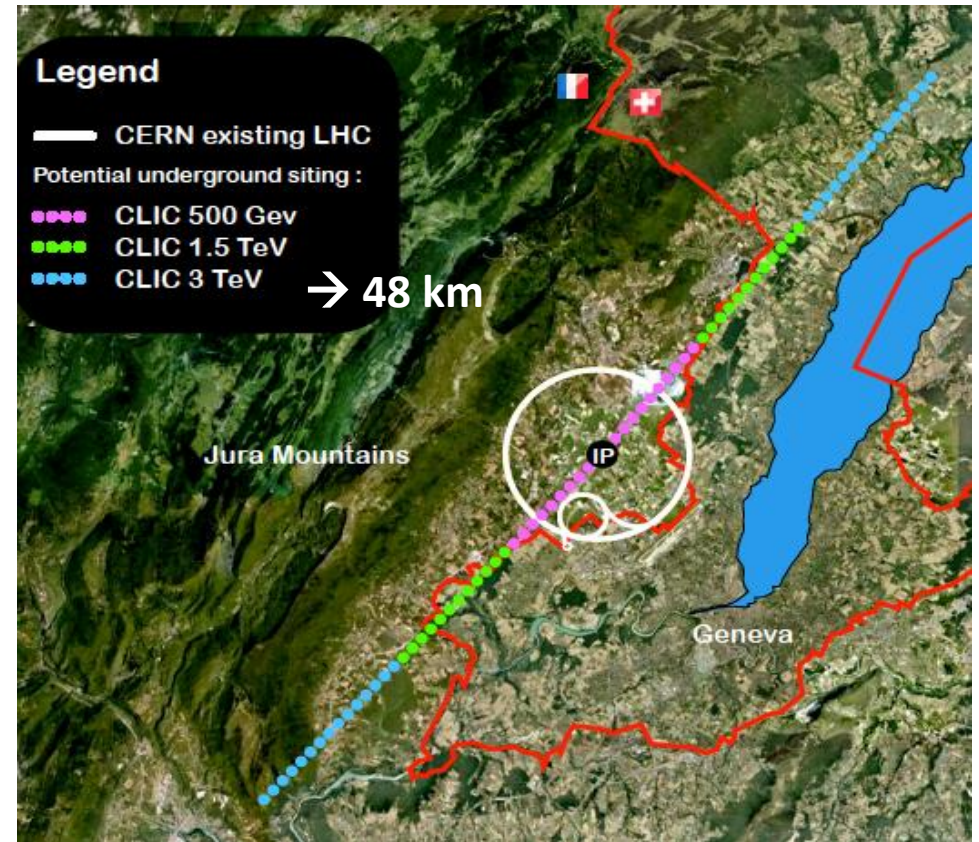 Legend
CERN existing LHC
Potential underground siting :
CLIC 500 Gev
CLIC 1.5 TeV
CLIC 3 TeV
→ 48 km
Jura Mountains
IP
Geneva